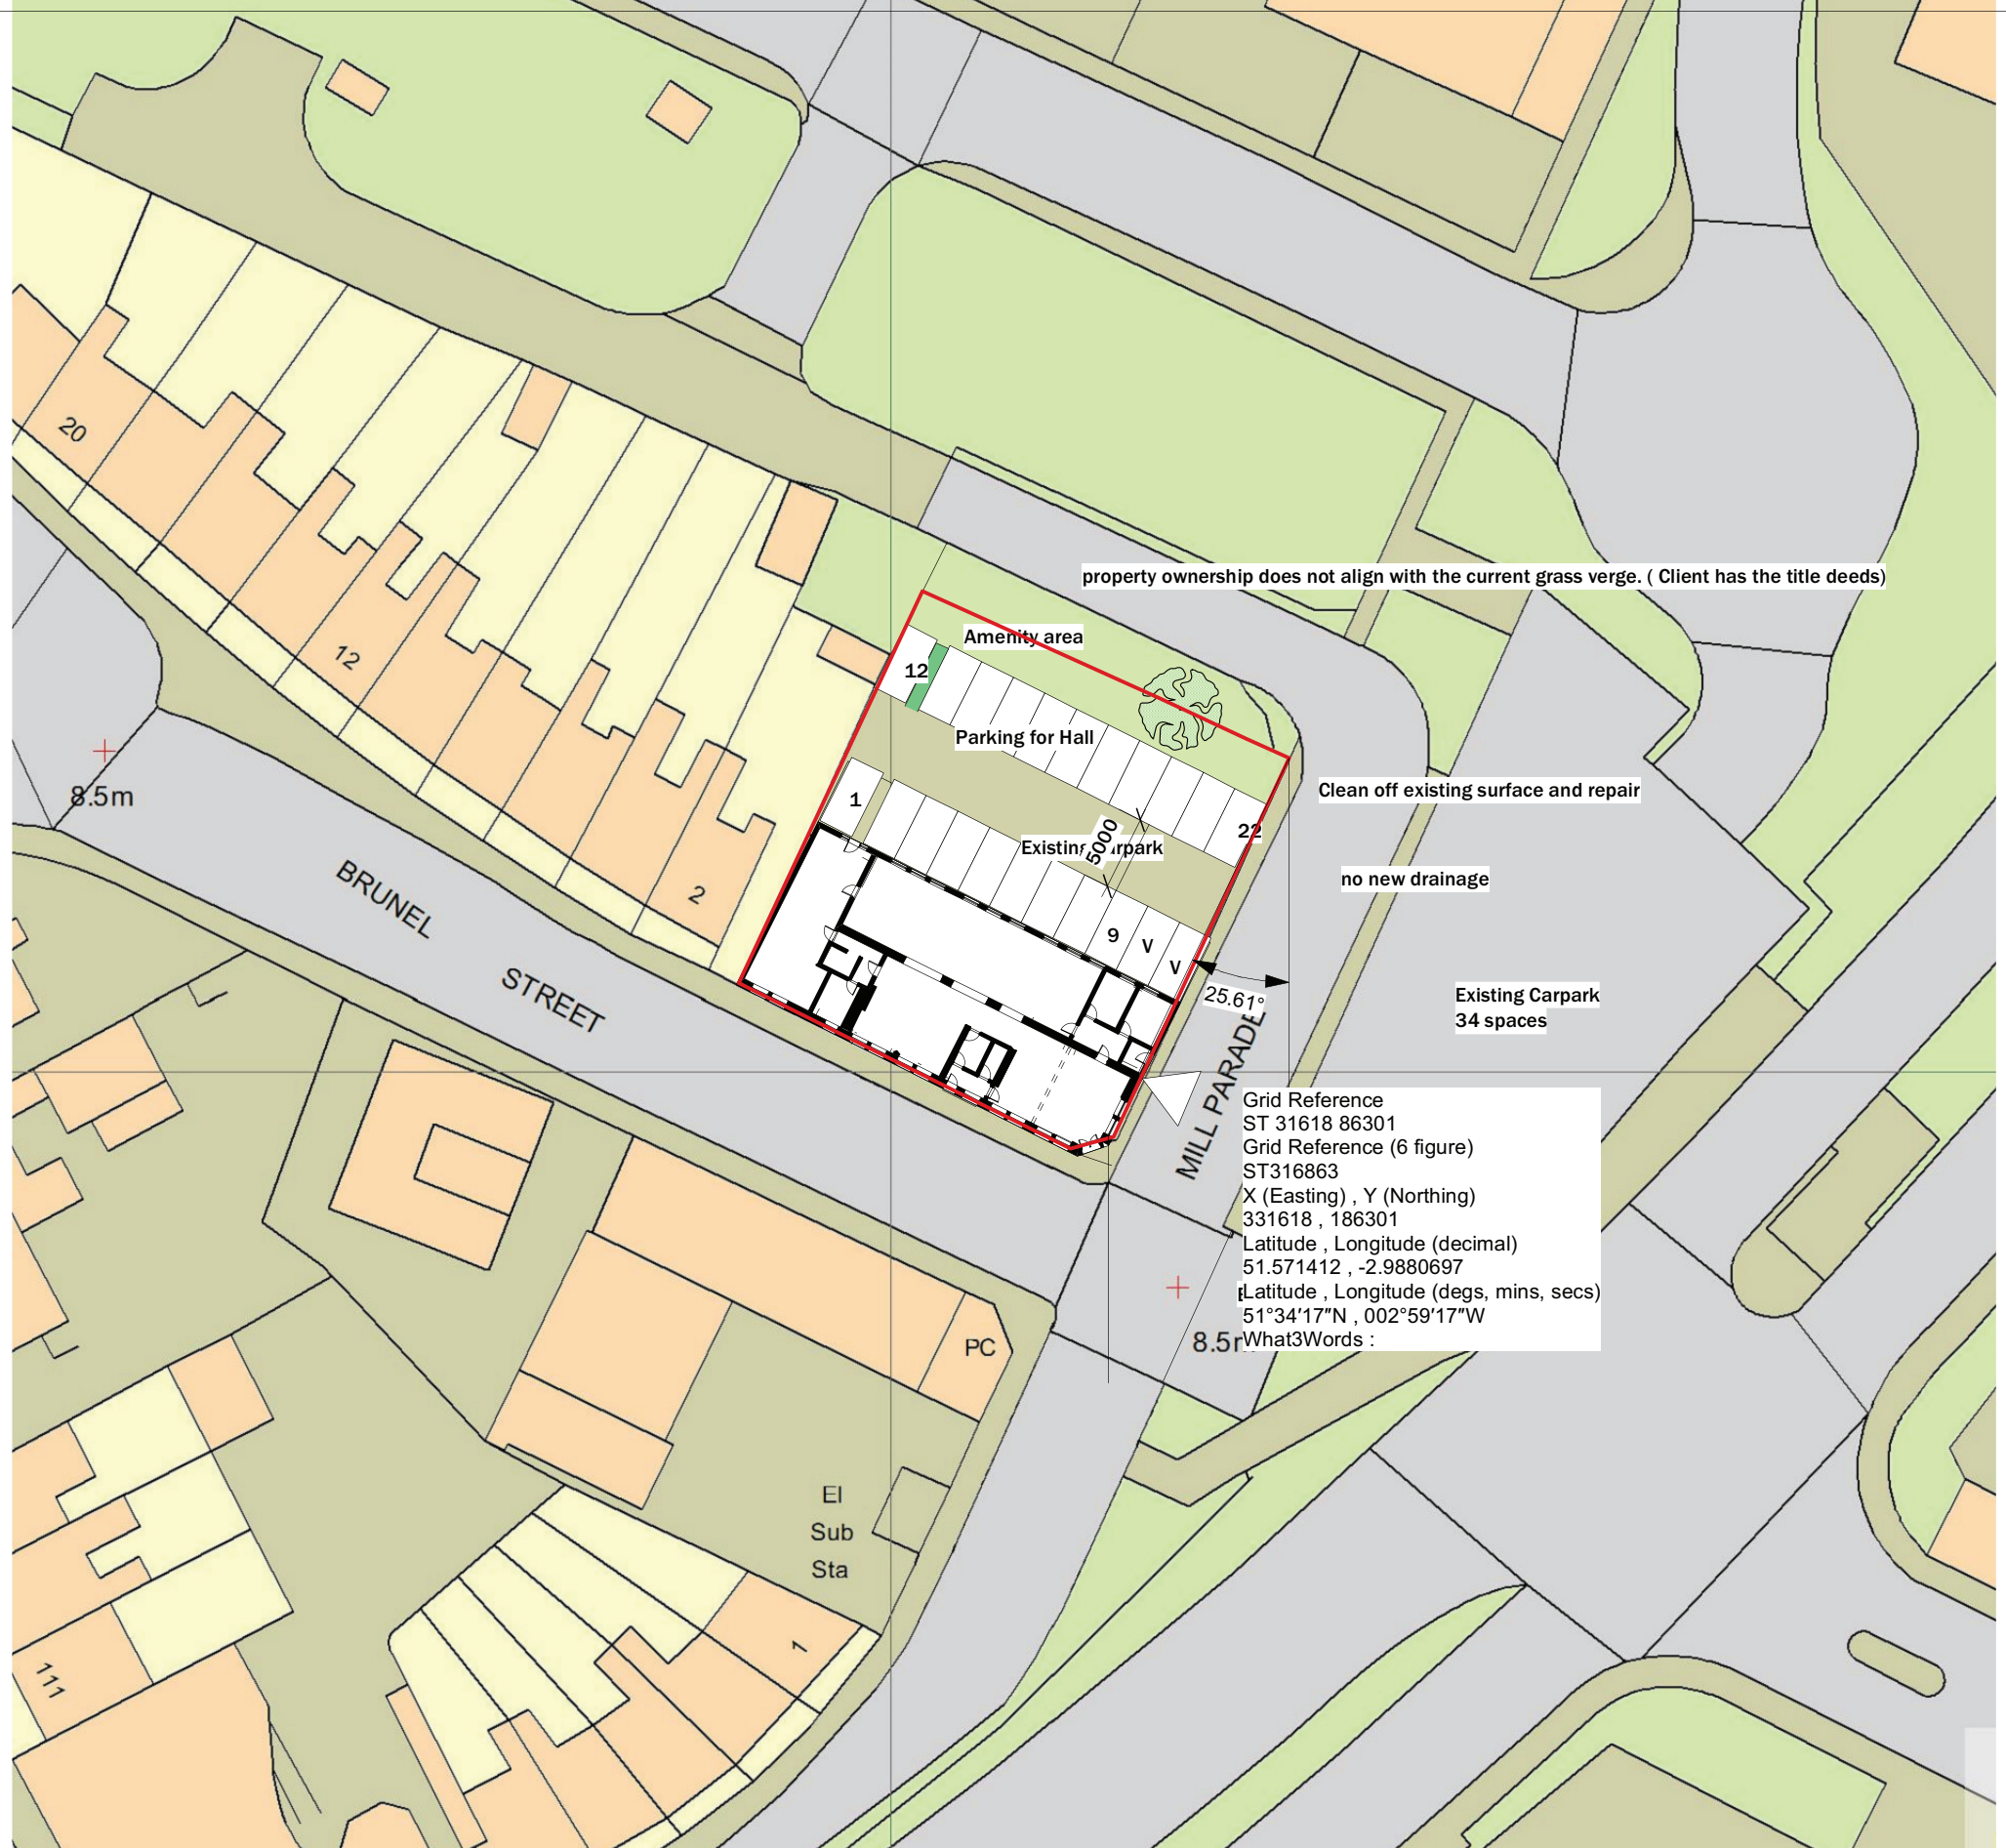 property ownership does not align with the current grass verge. ( Client has the title deeds)
Amenity area
12
Parking for Hall
Clean off existing surface and repair
1
22
Existing Carpark
5000
no new drainage
9
V
V
25.61°
Existing Carpark
34 spaces
20
12
2
8.5m
BRUNEL
STREET
MILL PARADE
Grid Reference
ST 31618 86301
Grid Reference (6 figure)
ST316863
X (Easting) , Y (Northing)
331618 , 186301
Latitude , Longitude (decimal)
51.571412 , -2.9880697
Latitude , Longitude (degs, mins, secs)
51°34′17″N , 002°59′17″W
What3Words :
8.5m
PC
El
Sub
Sta
1
111